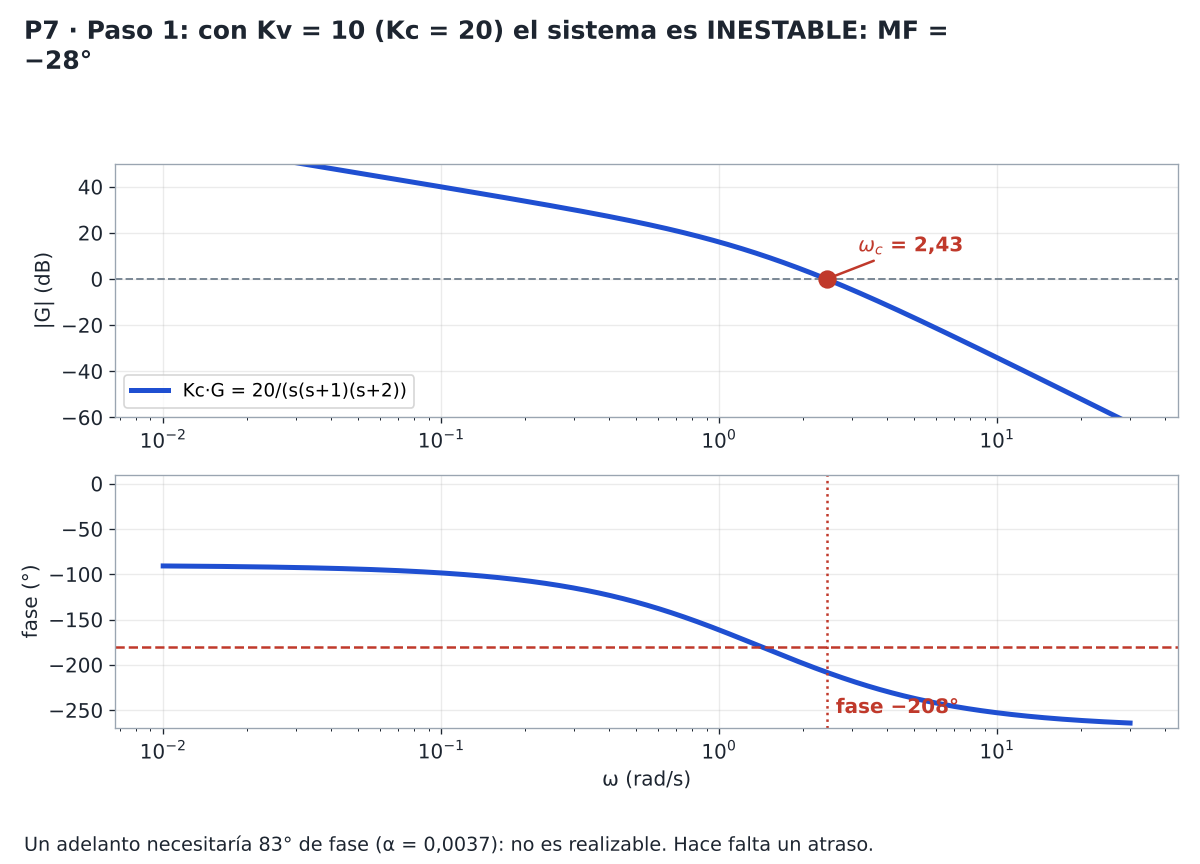 P7 · Paso 1: con Kv = 10 (Kc = 20) el sistema es INESTABLE: MF =
−28°
|G| (dB)
40
20
0
−20
−40
−60
ω_c = 2,43
Kc·G = 20/(s(s+1)(s+2))
10⁻² 10⁻¹ 10⁰ 10¹
fase (°)
0
−50
−100
−150
−200
−250
fase −208°
10⁻² 10⁻¹ 10⁰ 10¹
ω (rad/s)
Un adelanto necesitaría 83° de fase (α = 0,0037): no es realizable. Hace falta un atraso.